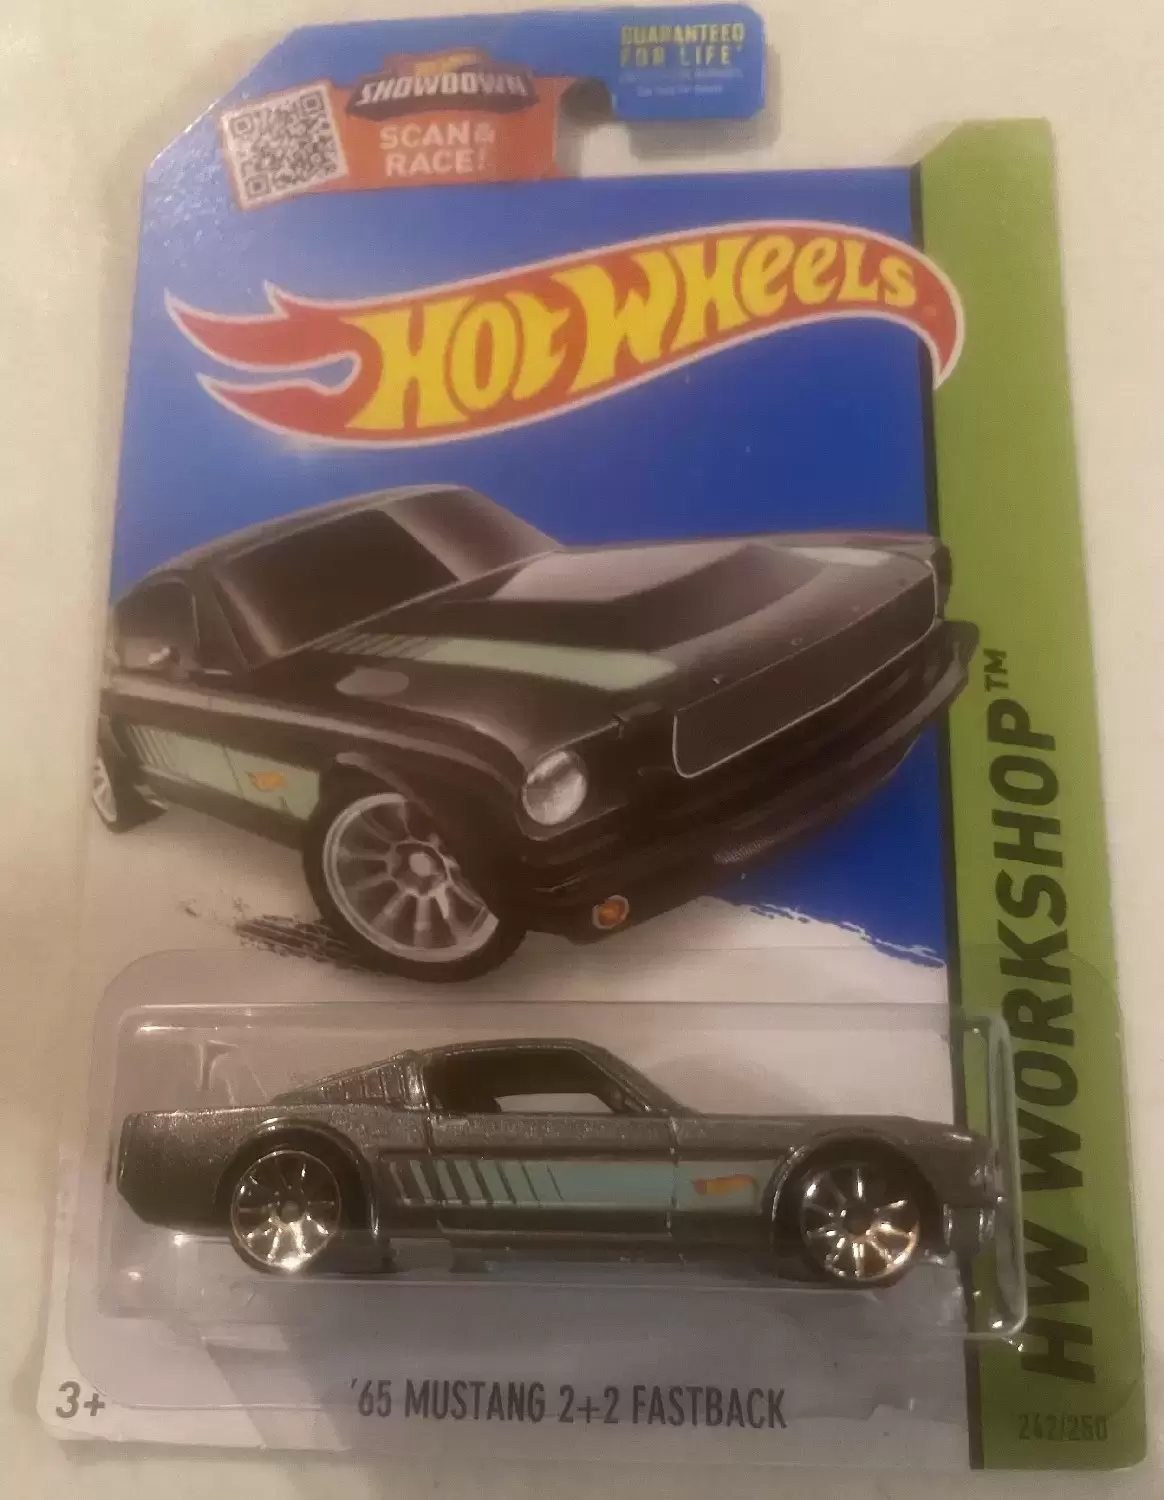 GUARANTEED
FOR LIFE*
SHOWDOWN
SCAN &
RACE!
HOT WHEELS
HW WORKSHOP™
3+
'65 MUSTANG 2+2 FASTBACK
242/250